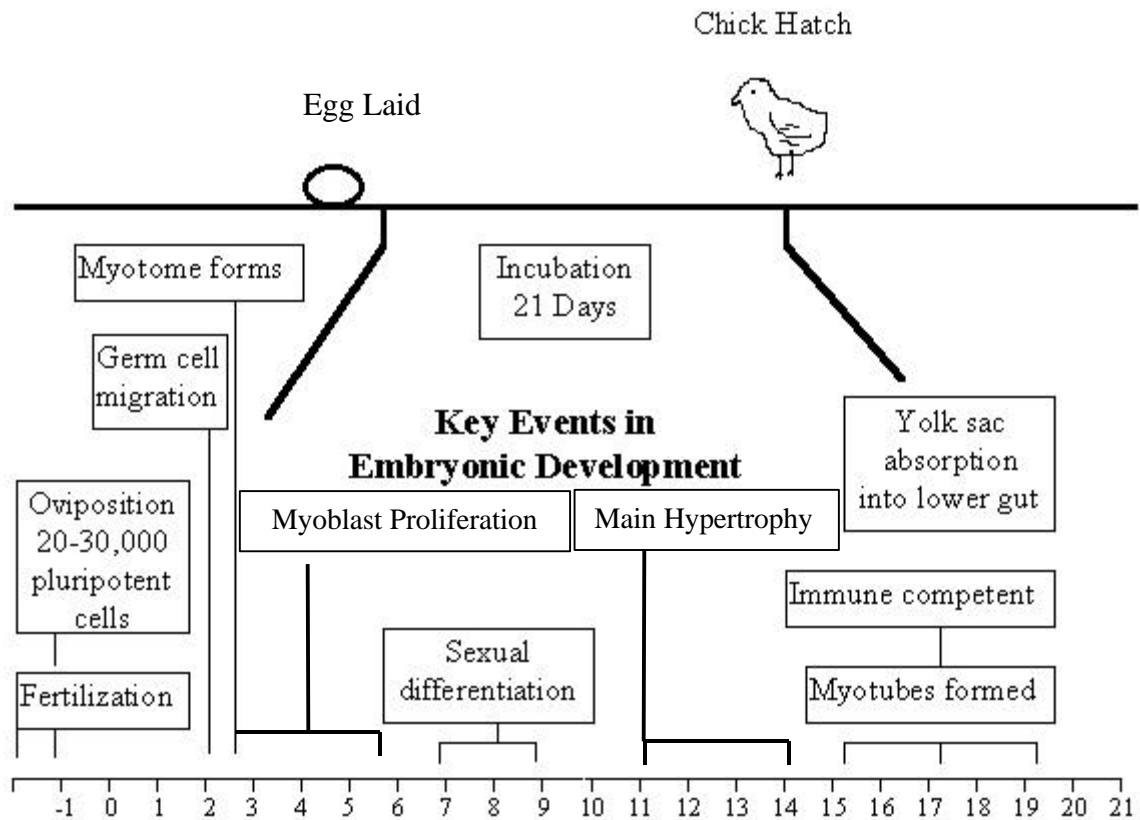 Chick Hatch
Egg Laid
Myotome forms
Incubation
21 Days
Germ cell
migration
Key Events in
Embryonic Development
Yolk sac
absorption
into lower gut
Oviposition
20-30,000
pluripotent
cells
Myoblast Proliferation
Main Hypertrophy
Immune competent
Sexual
differentiation
Fertilization
Myotubes formed
-1 0 1 2 3 4 5 6 7 8 9 10 11 12 13 14 15 16 17 18 19 20 21